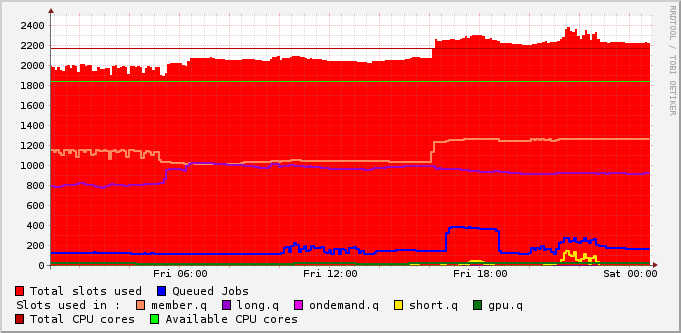 2400
2200
2000
1800
1600
1400
1200
1000
800
600
400
200
0
Fri 06:00 Fri 12:00 Fri 18:00 Sat 00:00
RRDTOOL / TOBI OETIKER
Total slots used Queued Jobs
Slots used in : member.q long.q ondemand.q short.q gpu.q
Total CPU cores Available CPU cores